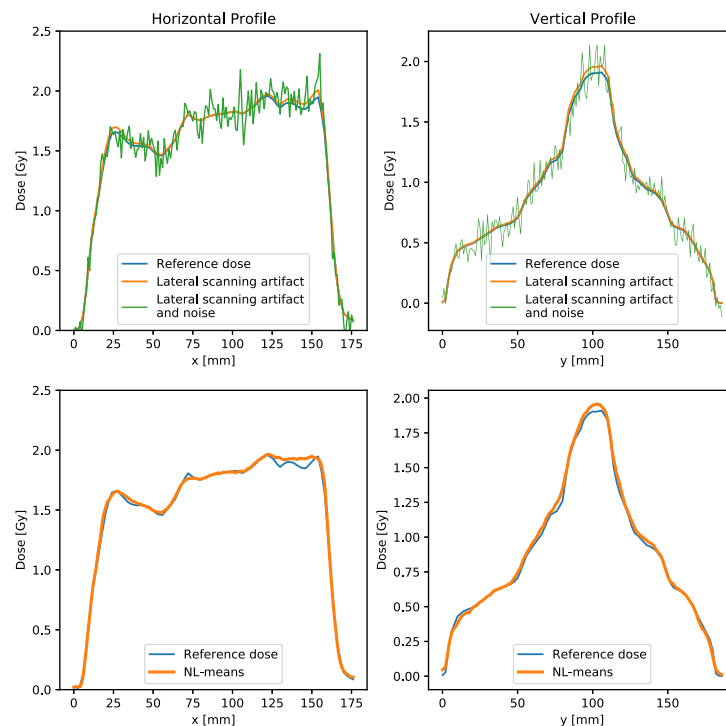 Horizontal Profile
Vertical Profile
2.5
2.0
1.5
1.0
0.5
0.0
Dose [Gy]
0 25 50 75 100 125 150 175
x [mm]
Reference dose
Lateral scanning artifact
Lateral scanning artifact
and noise
2.0
1.5
1.0
0.5
0.0
Dose [Gy]
0 50 100 150
y [mm]
Reference dose
Lateral scanning artifact
Lateral scanning artifact
and noise
2.5
2.0
1.5
1.0
0.5
0.0
Dose [Gy]
0 25 50 75 100 125 150 175
x [mm]
Reference dose
NL-means
2.00
1.75
1.50
1.25
1.00
0.75
0.50
0.25
0.00
Dose [Gy]
0 50 100 150
y [mm]
Reference dose
NL-means